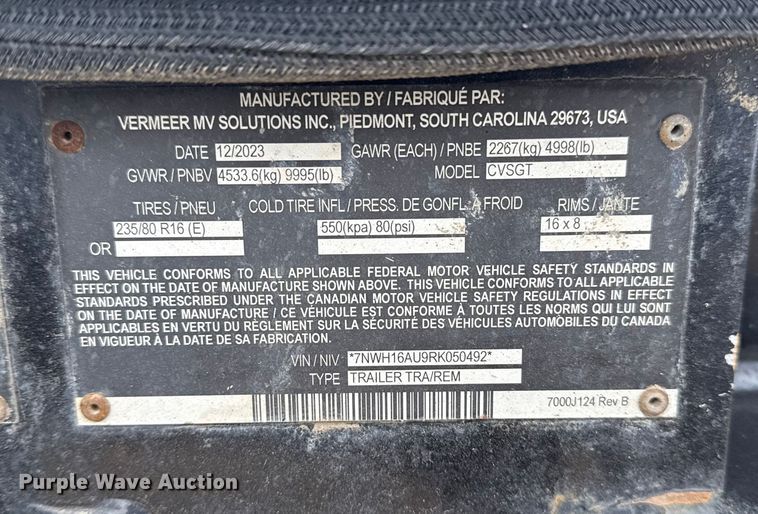 MANUFACTURED BY / FABRIQUÉ PAR:
VERMEER MV SOLUTIONS INC., PIEDMONT, SOUTH CAROLINA 29673, USA
DATE 12/2023 GAWR (EACH) / PNBE 2267(kg) 4998(lb)
GVWR / PNBV 4533.6(kg) 9995(lb) MODEL CVSGT
TIRES / PNEU COLD TIRE INFL / PRESS. DE GONFL. À FROID RIMS / JANTE
235/80 R16 (E) 550(kpa) 80(psi) 16 x 8
OR
THIS VEHICLE CONFORMS TO ALL APPLICABLE FEDERAL MOTOR VEHICLE SAFETY STANDARDS IN
EFFECT ON THE DATE OF MANUFACTURE SHOWN ABOVE. THIS VEHICLE CONFORMS TO ALL APPLICABLE
STANDARDS PRESCRIBED UNDER THE CANADIAN MOTOR VEHICLE SAFETY REGULATIONS IN EFFECT
ON THE DATE OF MANUFACTURE / CE VÉHICULE EST CONFORME À TOUTES LES NORMS QUI LUI SONT
APPLICABLES EN VERTU DU RÈGLEMENT SUR LA SÉCURITÉ DES VÉHICULES AUTOMOBILES DU CANADA
EN VIGUEUR À LA DATE DE SA FABRICATION.
VIN / NIV *7NWH16AU9RK050492*
TYPE TRAILER TRA/REM
7000J124 Rev B
Purple Wave Auction